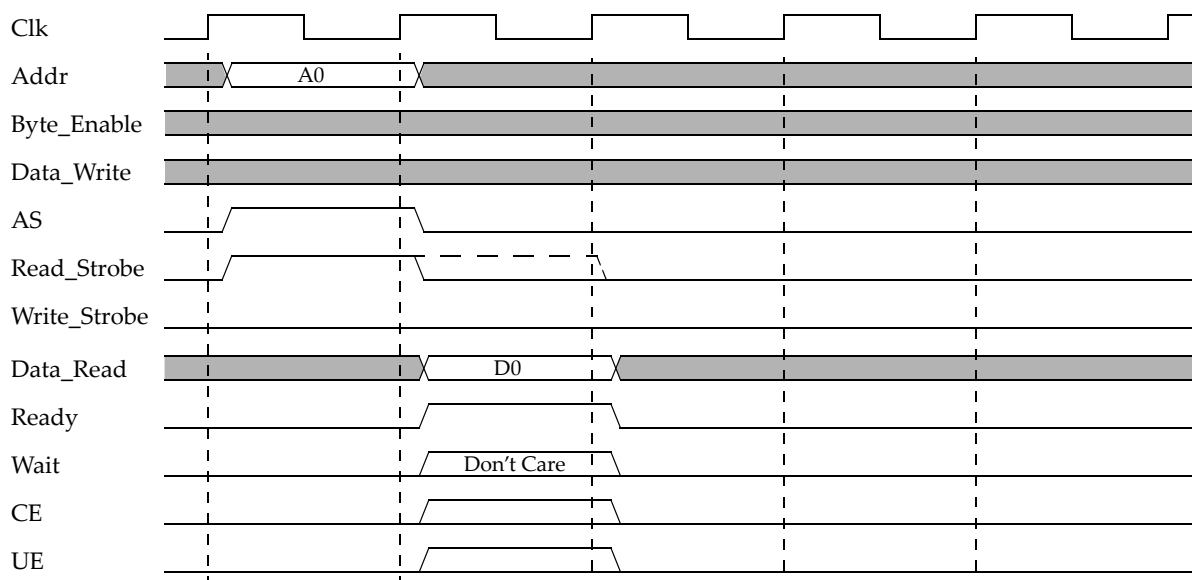 Clk
Addr A0
Byte_Enable
Data_Write
AS
Read_Strobe
Write_Strobe
Data_Read D0
Ready
Wait Don't Care
CE
UE